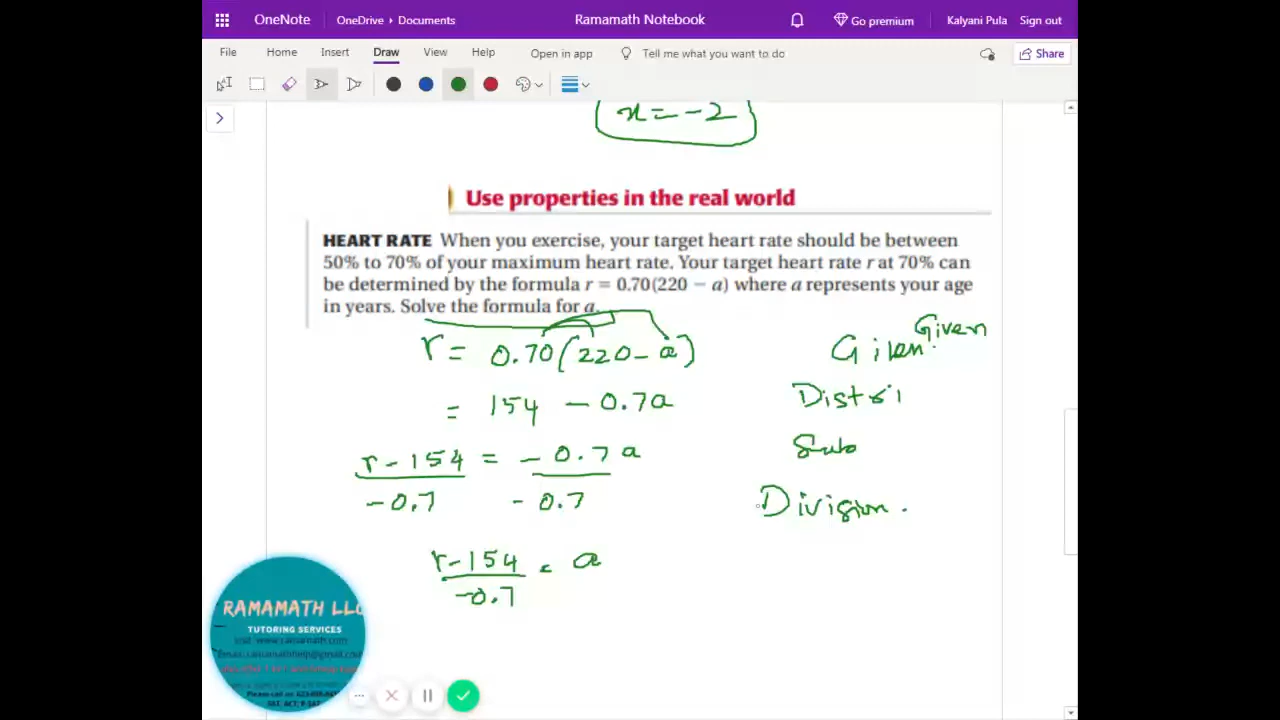 OneNote OneDrive › Documents Ramamath Notebook Go premium Kalyani Pula Sign out
File Home Insert Draw View Help Open in app Tell me what you want to do Share
x = -2
Use properties in the real world
HEART RATE When you exercise, your target heart rate should be between
50% to 70% of your maximum heart rate. Your target heart rate r at 70% can
be determined by the formula r = 0.70(220 − a) where a represents your age
in years. Solve the formula for a.
r = 0.70(220 - a) Given Given
= 154 - 0.7a Distri
r - 154 = -0.7a Sub
-0.7 -0.7 Division.
r - 154 = a
-0.7
RAMAMATH LLC
TUTORING SERVICES